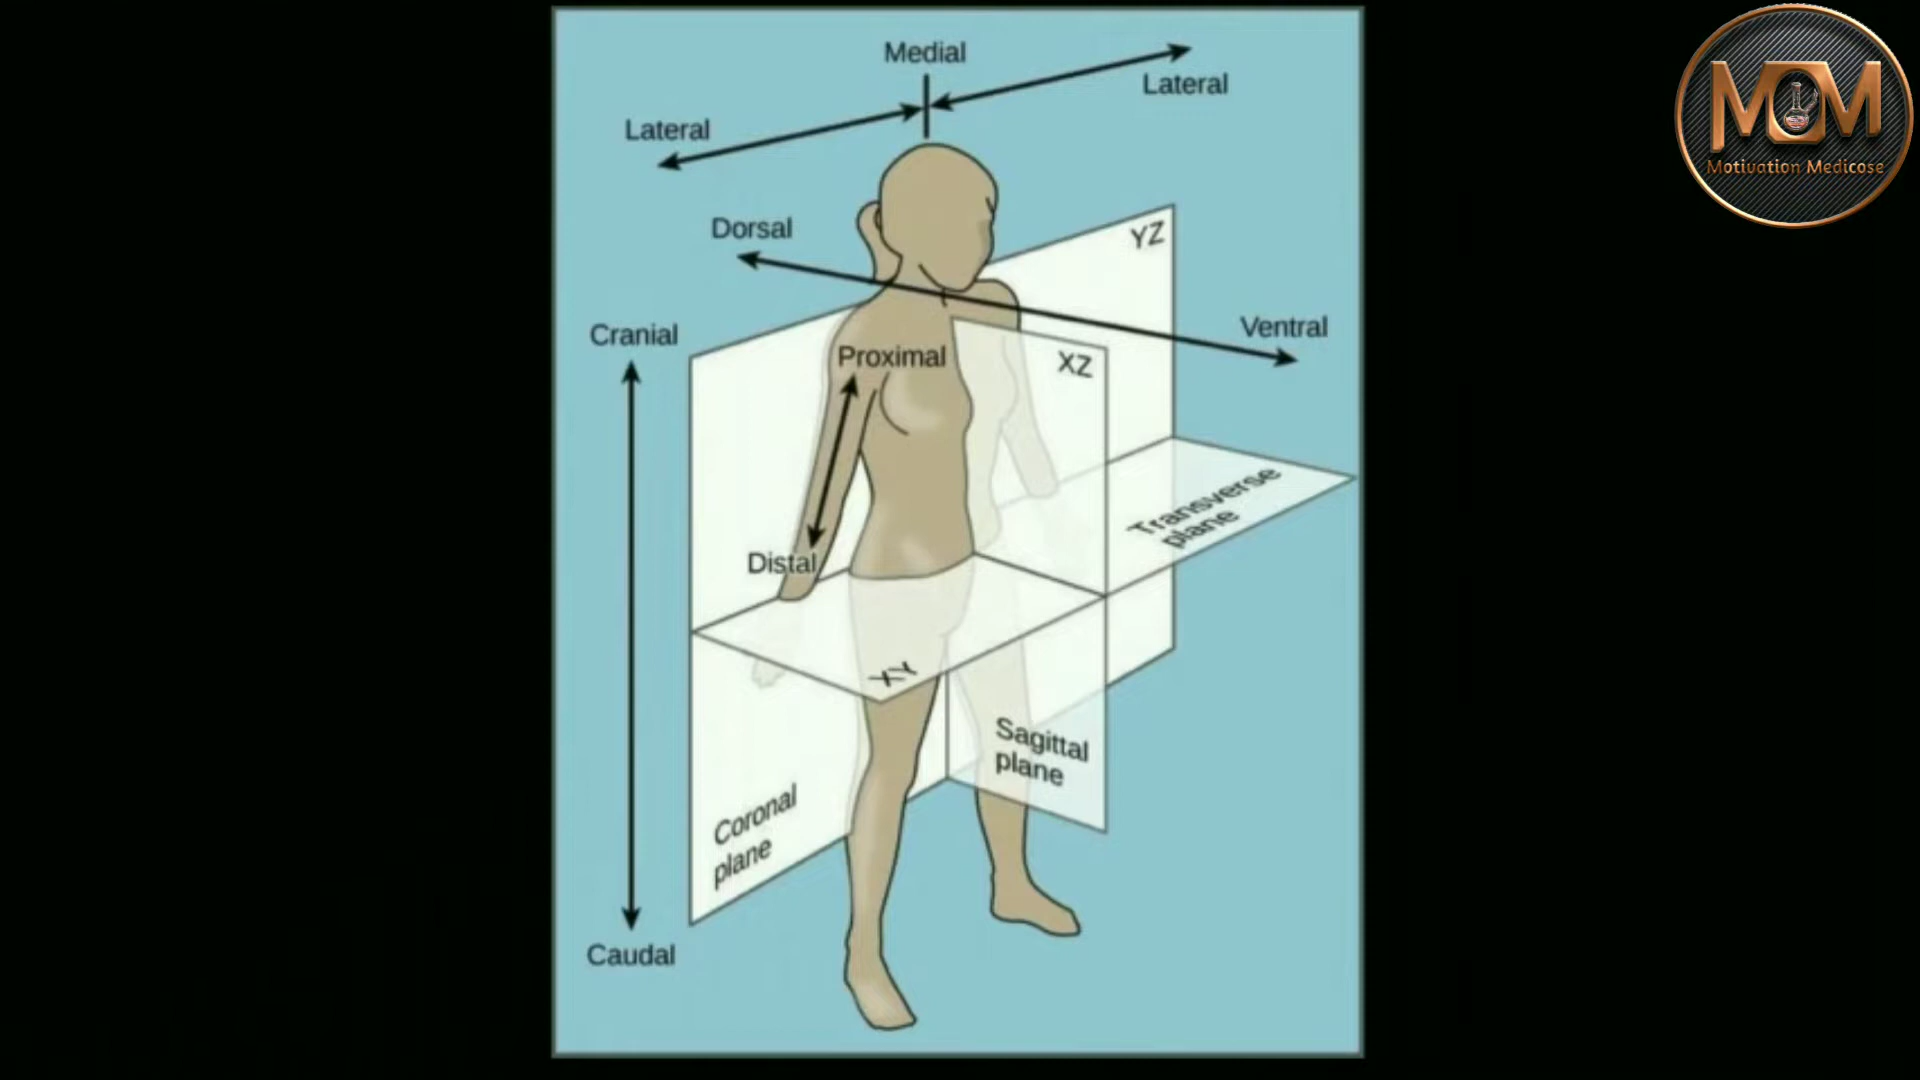 Medial
Lateral
Lateral
Dorsal
YZ
Ventral
Cranial
Proximal
XZ
Transverse
plane
Distal
XY
Sagittal
plane
Coronal
plane
Caudal
MOM
Motivation Medicose